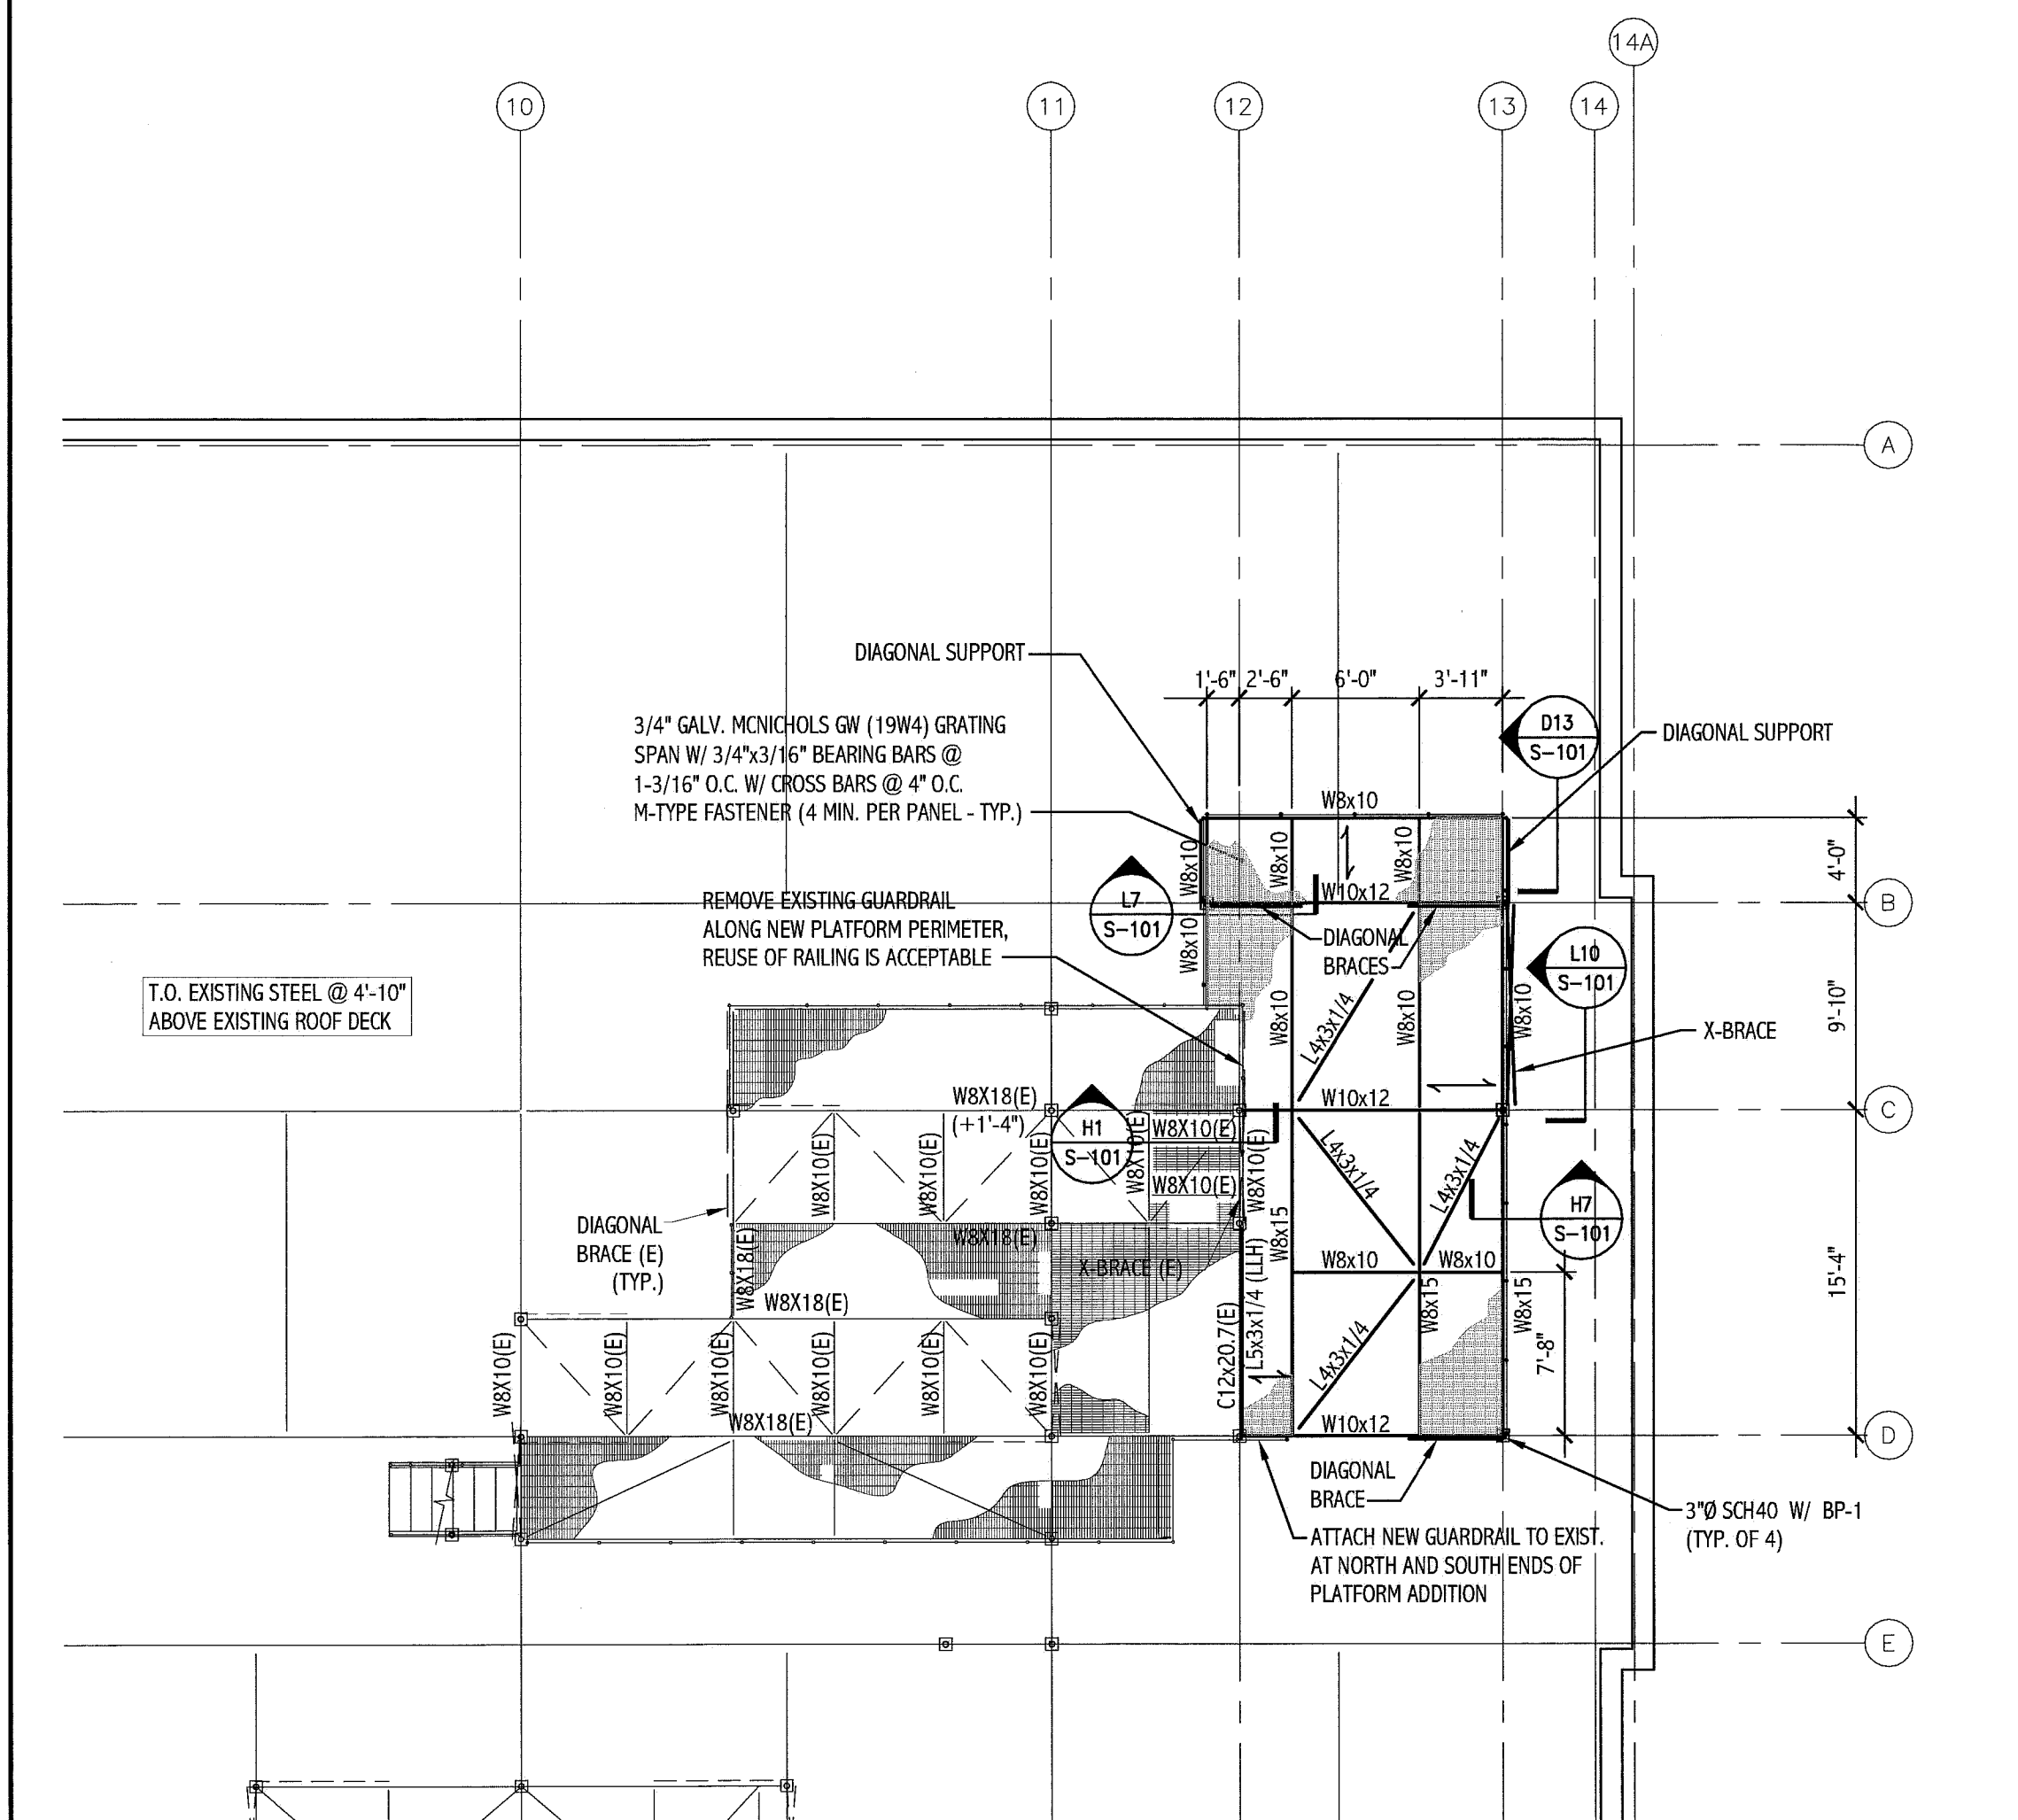 14A
10
11
12
13
14
A
DIAGONAL SUPPORT
1'-6"
2'-6"
6'-0"
3'-11"
D13
S-101
DIAGONAL SUPPORT
3/4" GALV. MCNICHOLS GW (19W4) GRATING
SPAN W/ 3/4"x3/16" BEARING BARS @
1-3/16" O.C. W/ CROSS BARS @ 4" O.C.
M-TYPE FASTENER (4 MIN. PER PANEL - TYP.)
W8x10
W8x10
W8x10
W8x10
4'-0"
W10x12
B
REMOVE EXISTING GUARDRAIL
ALONG NEW PLATFORM PERIMETER,
REUSE OF RAILING IS ACCEPTABLE
L7
S-101
W8x10
DIAGONAL
BRACES
L10
S-101
T.O. EXISTING STEEL @ 4'-10"
ABOVE EXISTING ROOF DECK
W8x10
L4x3x1/4
W8x10
W8x10
9'-10"
X-BRACE
W8X18(E)
(+1'-4")
W10x12
C
H1
S-101
W8X10(E)
W8X10(E)
W8X10(E)
W8X10(E)
W8X10(E)
W8X10(E)
W8X10(E)
L4x3x1/4
L4x3x1/4
H7
S-101
DIAGONAL
BRACE (E)
(TYP.)
W8X18(E)
W8X18(E)
X-BRACE (E)
W8x15
W8x10
W8x10
W8X18(E)
C12x20.7(E)
L5x3x1/4 (LLH)
W8x15
W8x15
15'-4"
7'-8"
L4x3x1/4
W8X10(E)
W8X10(E)
W8X10(E)
W8X10(E)
W8X10(E)
W8X10(E)
W8X18(E)
W10x12
D
DIAGONAL
BRACE
3"Ø SCH40 W/ BP-1
(TYP. OF 4)
ATTACH NEW GUARDRAIL TO EXIST.
AT NORTH AND SOUTH ENDS OF
PLATFORM ADDITION
E